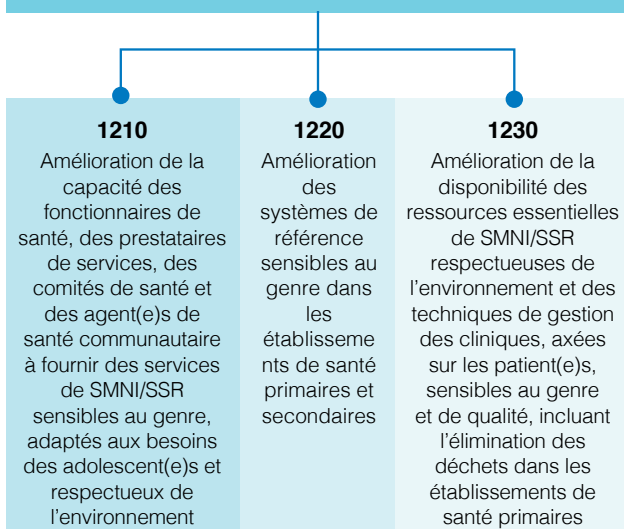 1210
Amélioration de la
capacité des
fonctionnaires de
santé, des prestataires
de services, des
comités de santé et
des agent(e)s de
santé communautaire
à fournir des services
de SMNI/SSR
sensibles au genre,
adaptés aux besoins
des adolescent(e)s et
respectueux de
l’environnement
1220
Amélioration
des
systèmes de
référence
sensibles au
genre dans
les
établisseme
nts de santé
primaires et
secondaires
1230
Amélioration de la
disponibilité des
ressources essentielles
de SMNI/SSR
respectueuses de
l’environnement et des
techniques de gestion
des cliniques, axées
sur les patient(e)s,
sensibles au genre
et de qualité, incluant
l’élimination des
déchets dans les
établissements de
santé primaires